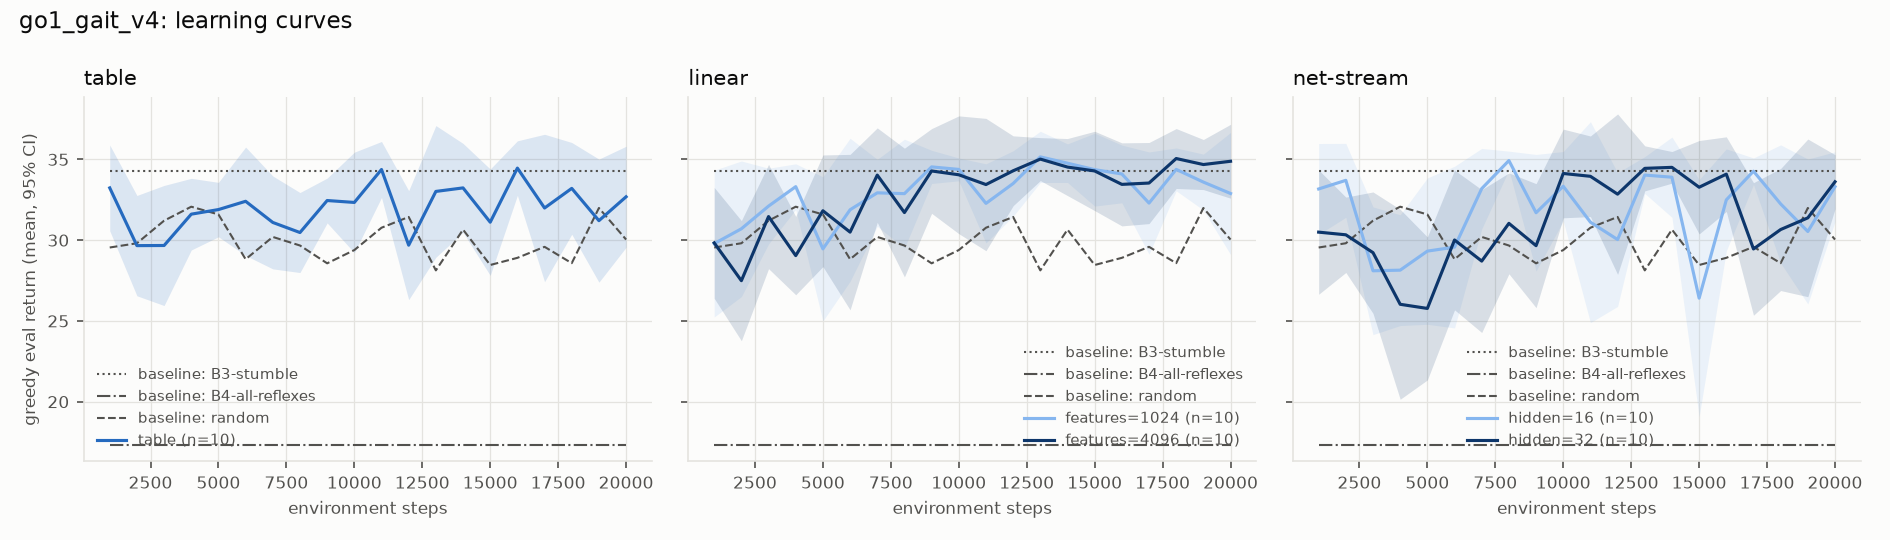 go1_gait_v4: learning curves
table
greedy eval return (mean, 95% CI)
35
30
25
20
baseline: B3-stumble
baseline: B4-all-reflexes
baseline: random
table (n=10)
2500 5000 7500 10000 12500 15000 17500 20000
environment steps
linear
baseline: B3-stumble
baseline: B4-all-reflexes
baseline: random
features=1024 (n=10)
features=4096 (n=10)
2500 5000 7500 10000 12500 15000 17500 20000
environment steps
net-stream
baseline: B3-stumble
baseline: B4-all-reflexes
baseline: random
hidden=16 (n=10)
hidden=32 (n=10)
2500 5000 7500 10000 12500 15000 17500 20000
environment steps